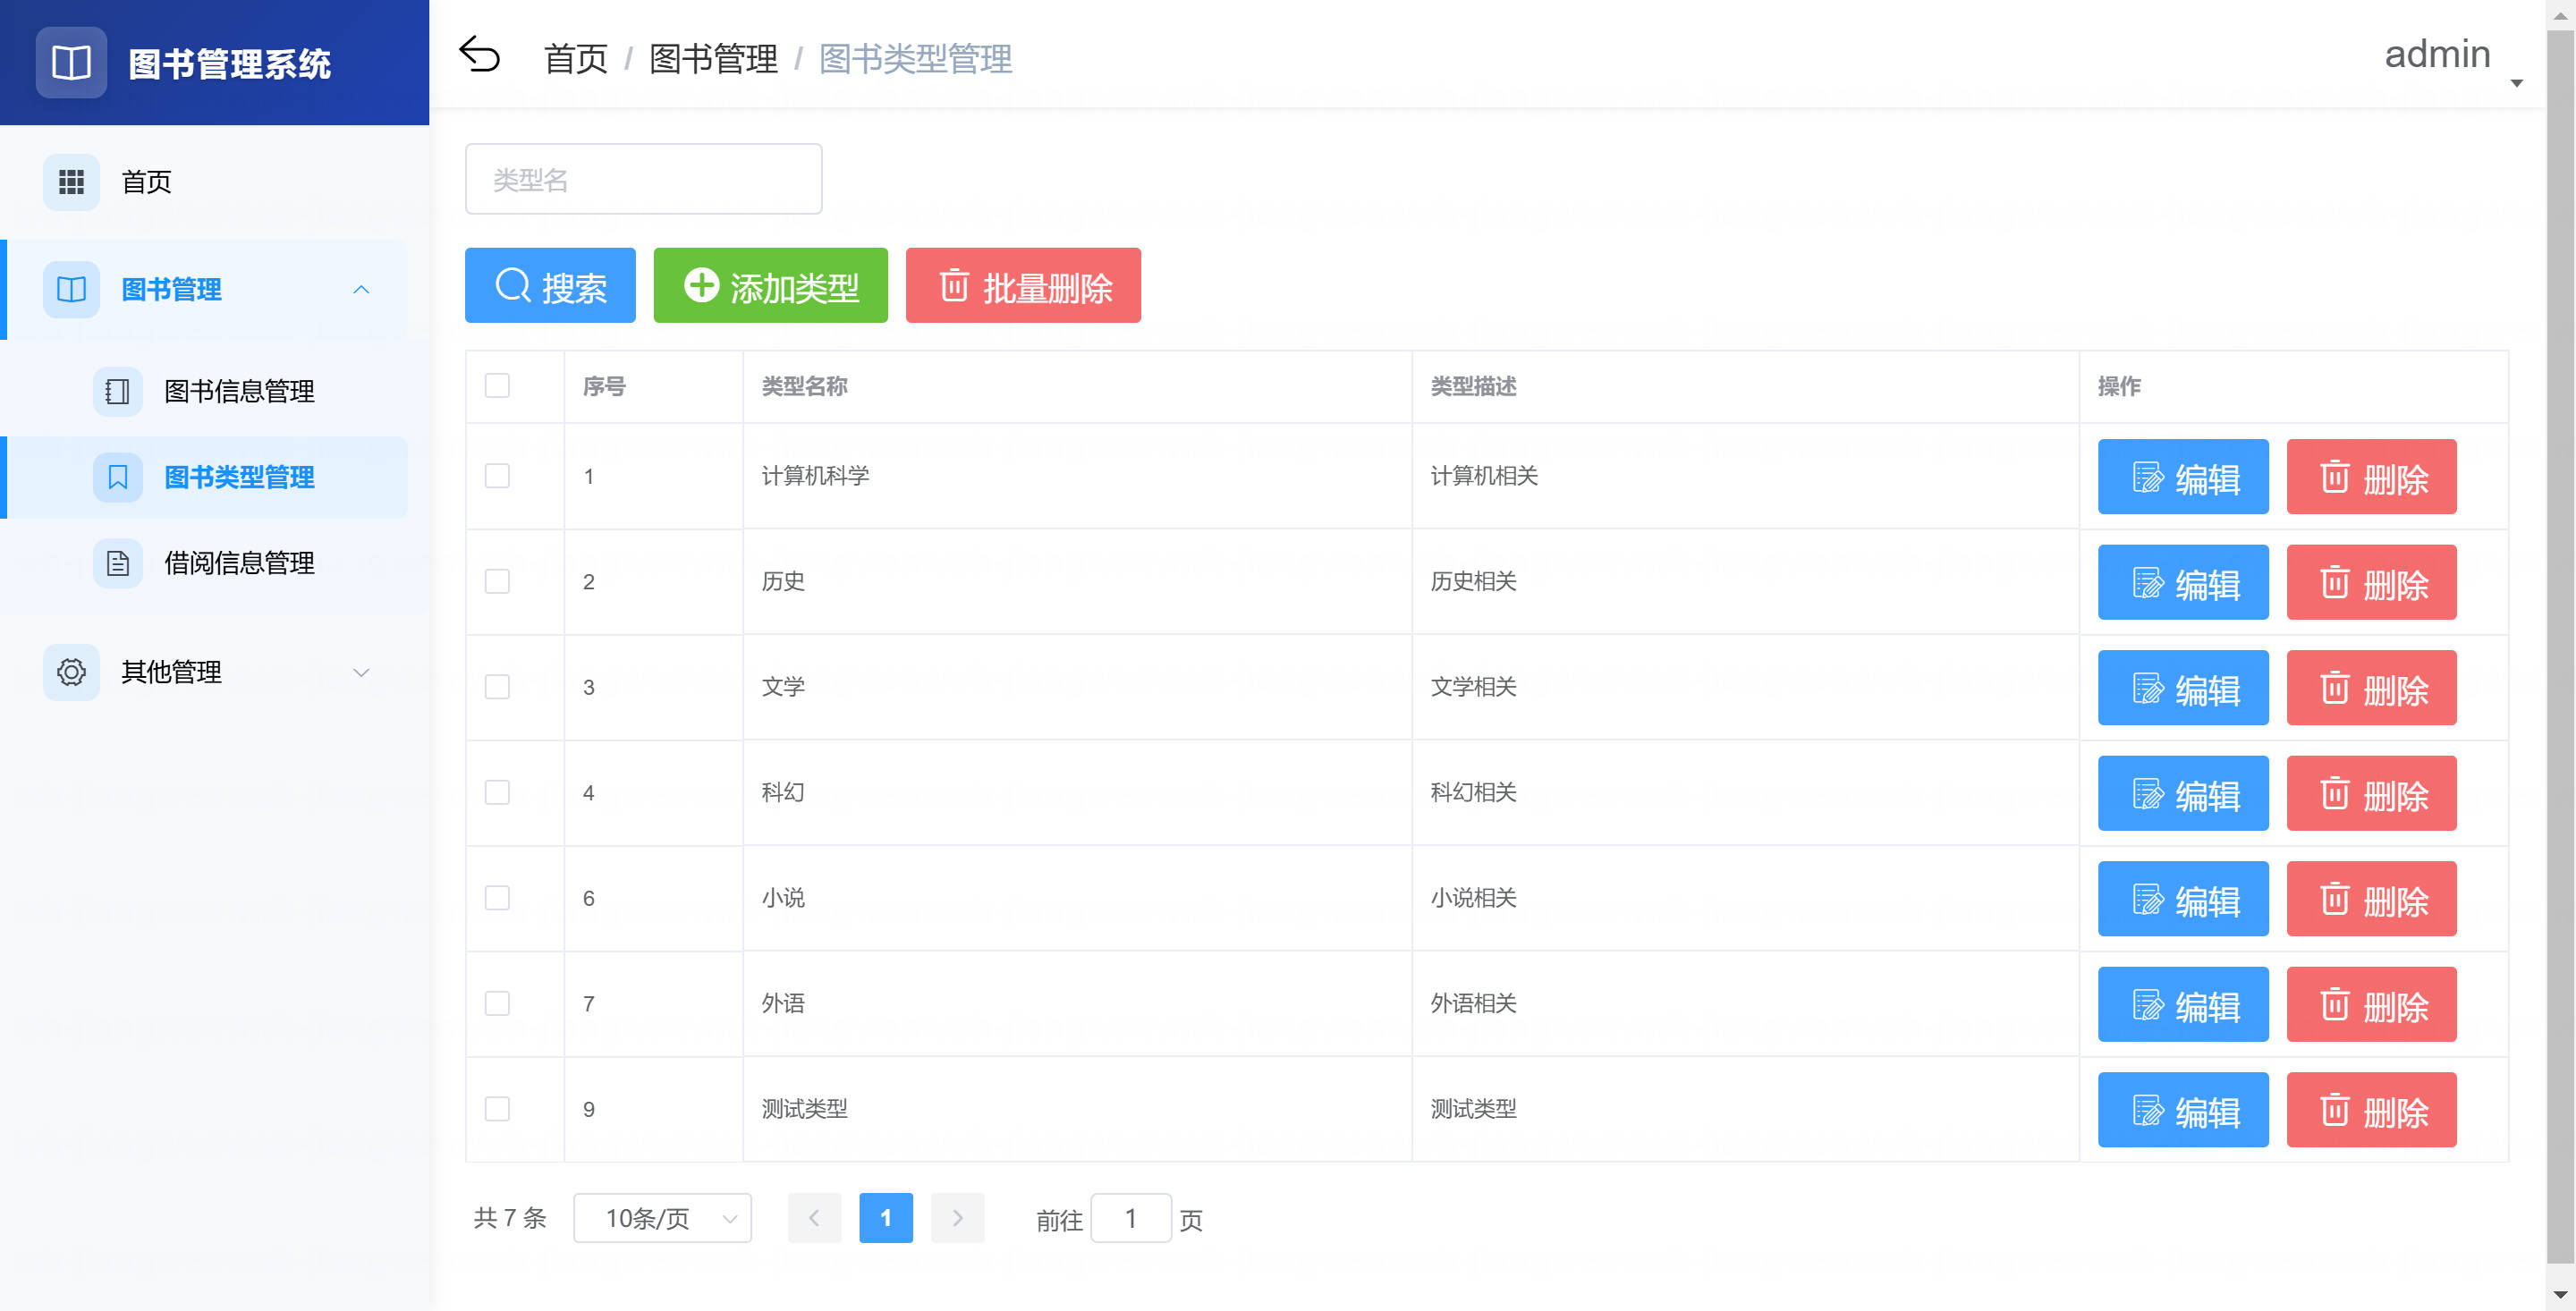 图书管理系统
首页 / 图书管理 / 图书类型管理
admin
首页
图书管理
图书信息管理
图书类型管理
借阅信息管理
其他管理
类型名
搜索 添加类型 批量删除
序号 类型名称 类型描述 操作
1 计算机科学 计算机相关 编辑 删除
2 历史 历史相关 编辑 删除
3 文学 文学相关 编辑 删除
4 科幻 科幻相关 编辑 删除
6 小说 小说相关 编辑 删除
7 外语 外语相关 编辑 删除
9 测试类型 测试类型 编辑 删除
共 7 条 10条/页 1 前往 1 页